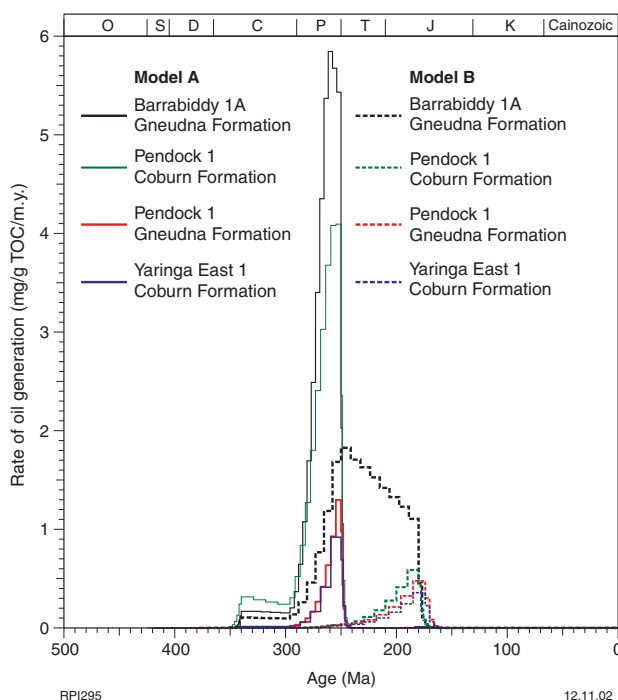 O S D C P T J K Cainozoic
6
5
4
3
2
1
0
Rate of oil generation (mg/g TOC/m.y.)
Model A
Barrabiddy 1A
Gneudna Formation
Pendock 1
Coburn Formation
Pendock 1
Gneudna Formation
Yaringa East 1
Coburn Formation
Model B
Barrabiddy 1A
Gneudna Formation
Pendock 1
Coburn Formation
Pendock 1
Gneudna Formation
Yaringa East 1
Coburn Formation
500 400 300 200 100 0
Age (Ma)
RPI295 12.11.02